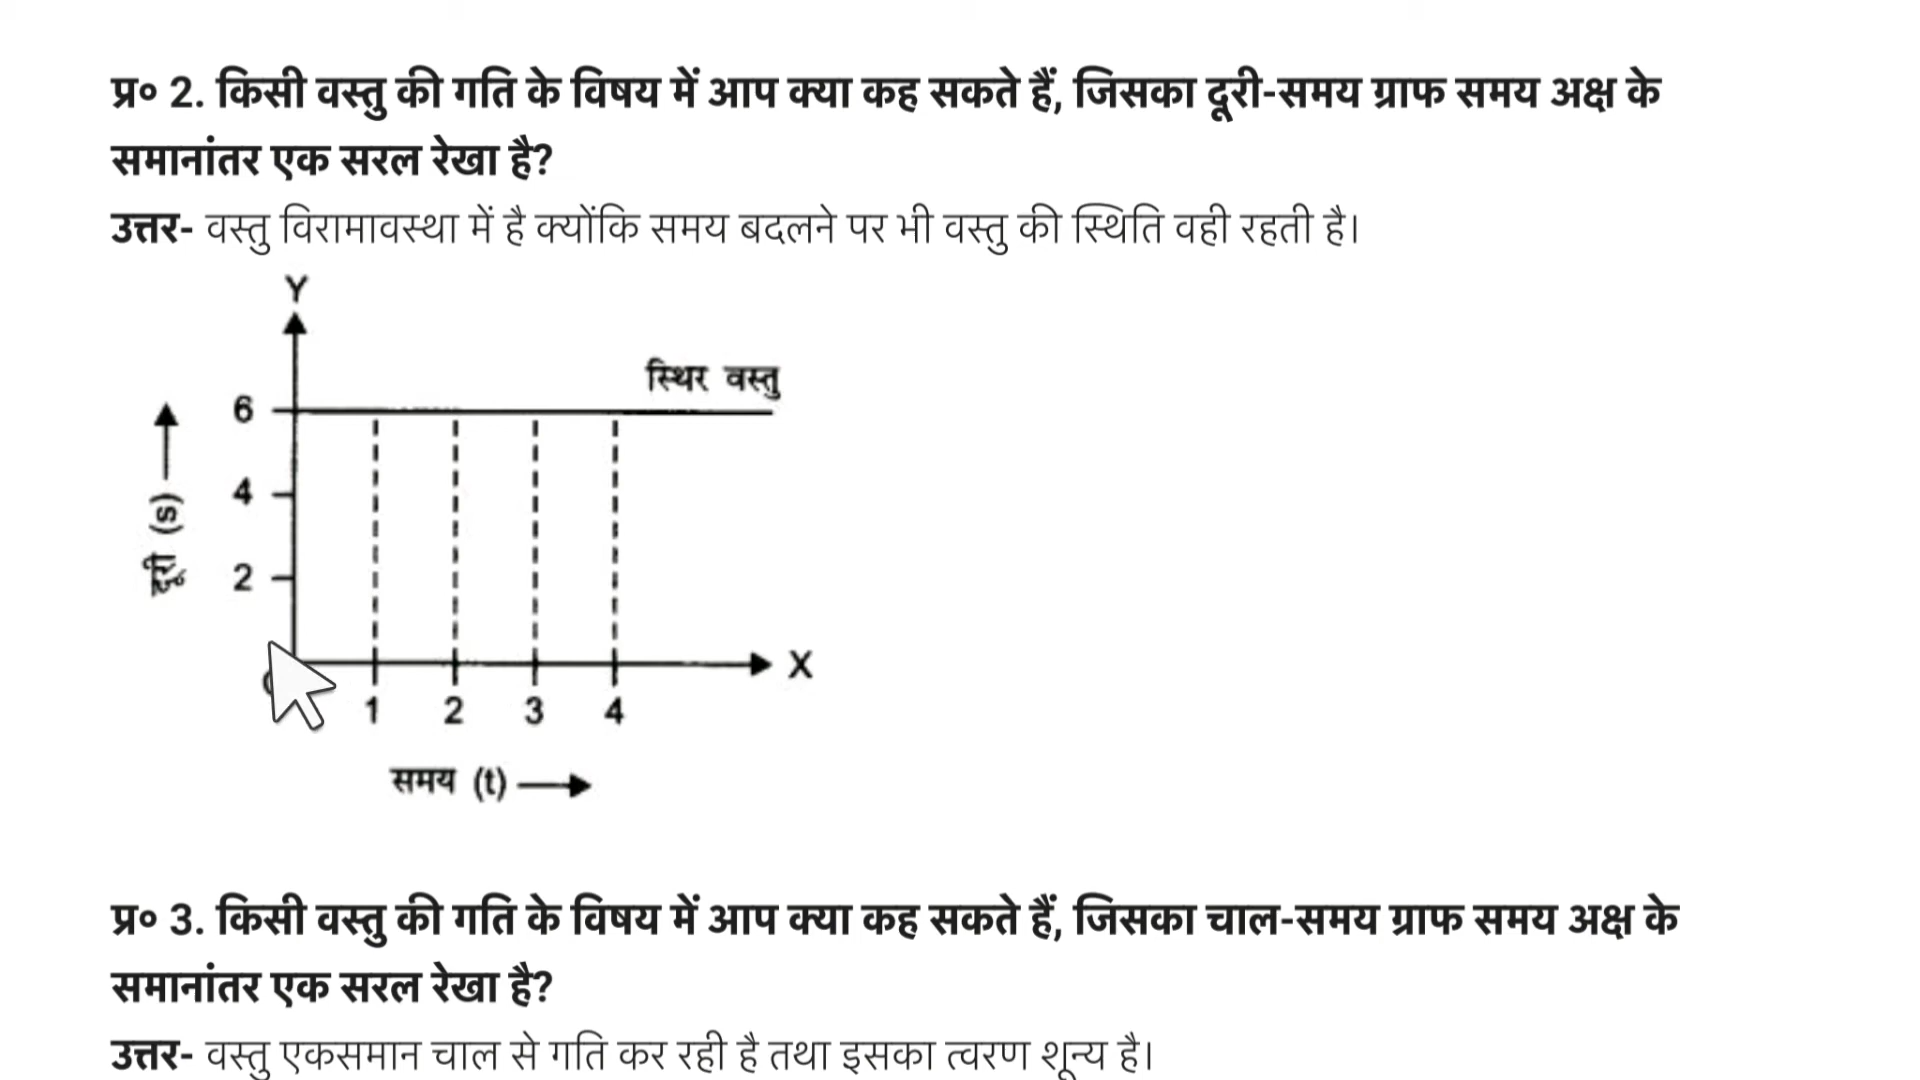 प्र० 2. किसी वस्तु की गति के विषय में आप क्या कह सकते हैं, जिसका दूरी-समय ग्राफ समय अक्ष के
समानांतर एक सरल रेखा है?
उत्तर- वस्तु विरामावस्था में है क्योंकि समय बदलने पर भी वस्तु की स्थिति वही रहती है।
Y
स्थिर वस्तु
6
4
2
दूरी (s)
X
1 2 3 4
समय (t)
प्र० 3. किसी वस्तु की गति के विषय में आप क्या कह सकते हैं, जिसका चाल-समय ग्राफ समय अक्ष के
समानांतर एक सरल रेखा है?
उत्तर- वस्तु एकसमान चाल से गति कर रही है तथा इसका त्वरण शून्य है।